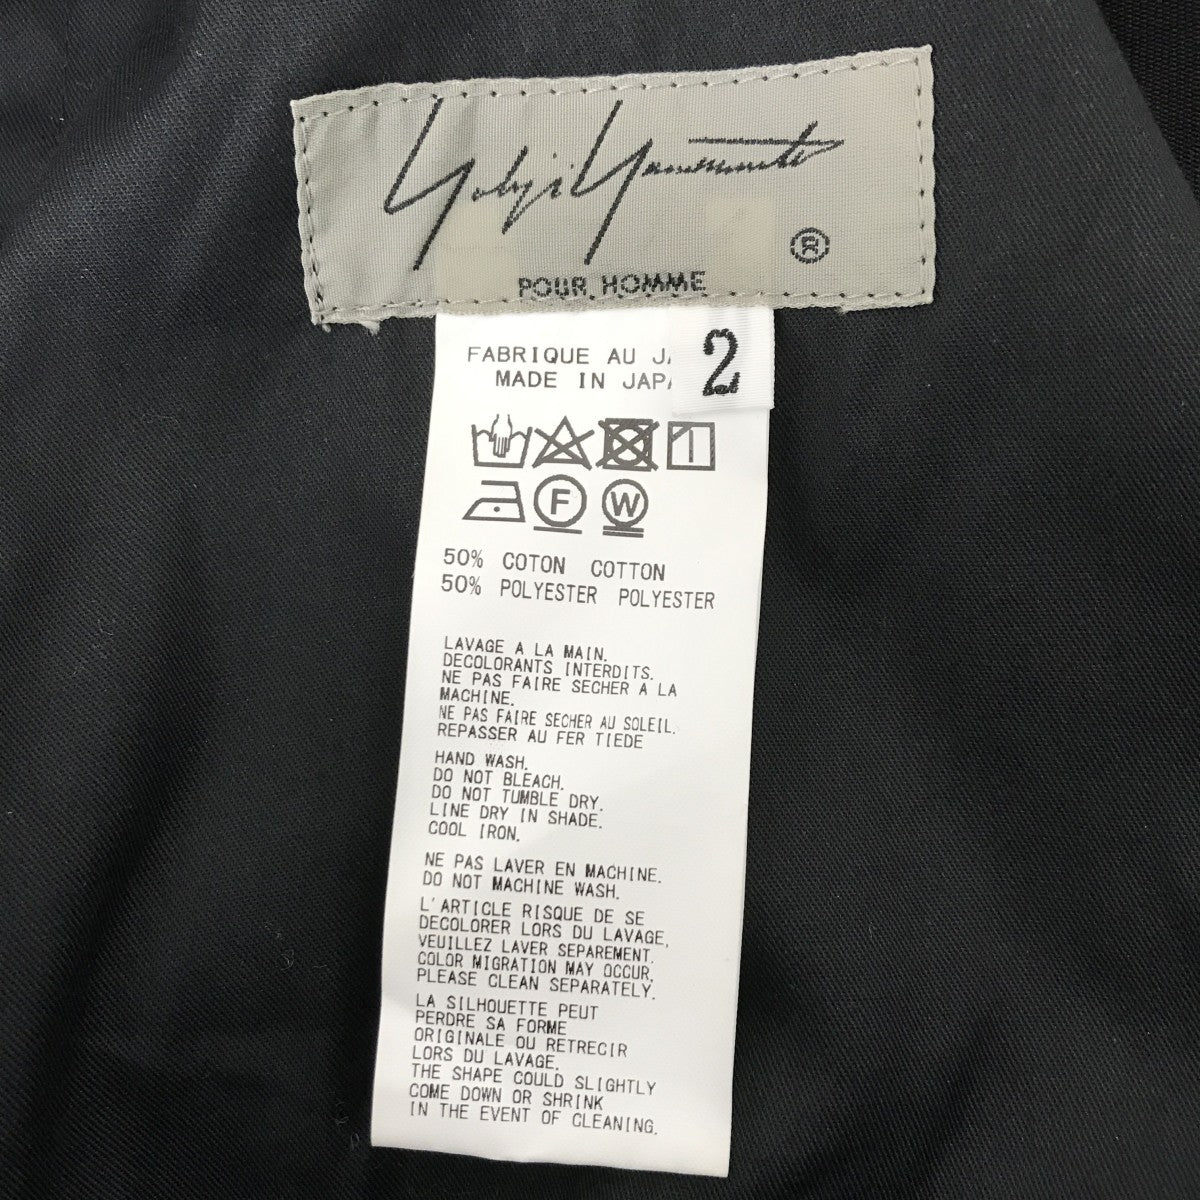 Yohji Yamamoto
®
POUR HOMME
2
FABRIQUE AU
MADE IN
F W
50% COTON COTTON
50% POLYESTER POLYESTER
LAVAGE A LA MAIN.
DECOLORANTS INTERDITS.
NE PAS FAIRE SECHER A LA
MACHINE.
NE PAS FAIRE SECHER AU SOLEIL.
REPASSER AU FER TIEDE
HAND WASH.
DO NOT BLEACH.
DO NOT TUMBLE DRY.
LINE DRY IN SHADE.
COOL IRON.
NE PAS LAVER EN MACHINE.
DO NOT MACHINE WASH.
L'ARTICLE RISQUE DE SE
DECOLORER LORS DU LAVAGE,
VEUILLEZ LAVER SEPAREMENT.
COLOR MIGRATION MAY OCCUR,
PLEASE CLEAN SEPARATELY.
LA SILHOUETTE PEUT
PERDRE SA FORME
ORIGINALE OU RETRECIR
LORS DU LAVAGE.
THE SHAPE COULD SLIGHTLY
COME DOWN OR SHRINK
IN THE EVENT OF CLEANING.